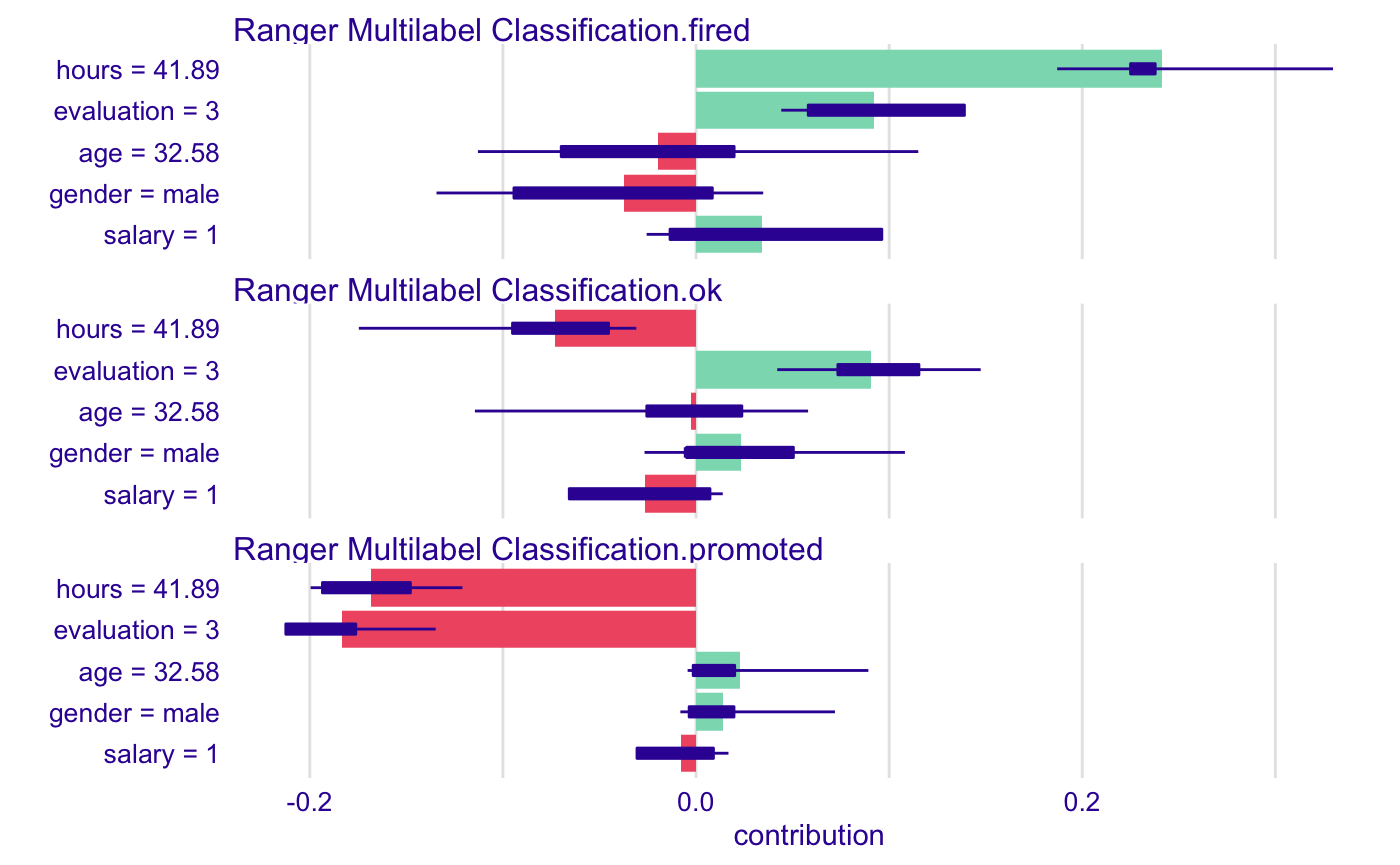 Ranger Multilabel Classification.fired
hours = 41.89
evaluation = 3
age = 32.58
gender = male
salary = 1
Ranger Multilabel Classification.ok
hours = 41.89
evaluation = 3
age = 32.58
gender = male
salary = 1
Ranger Multilabel Classification.promoted
hours = 41.89
evaluation = 3
age = 32.58
gender = male
salary = 1
-0.2 0.0 0.2
contribution